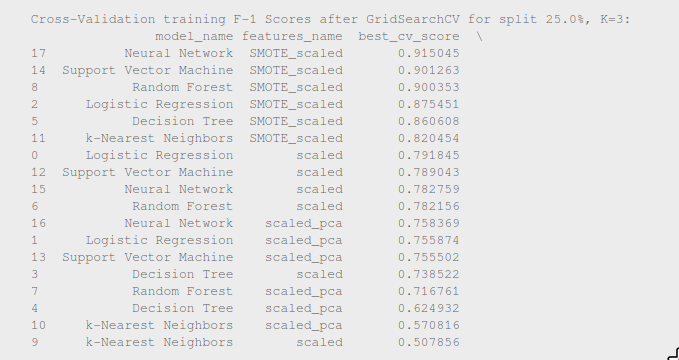 Cross-Validation training F-1 Scores after GridSearchCV for split 25.0%, K=3:
model_name features_name best_cv_score \
17 Neural Network SMOTE_scaled 0.915045
14 Support Vector Machine SMOTE_scaled 0.901263
8 Random Forest SMOTE_scaled 0.900353
2 Logistic Regression SMOTE_scaled 0.875451
5 Decision Tree SMOTE_scaled 0.860608
11 k-Nearest Neighbors SMOTE_scaled 0.820454
0 Logistic Regression scaled 0.791845
12 Support Vector Machine scaled 0.789043
15 Neural Network scaled 0.782759
6 Random Forest scaled 0.782156
16 Neural Network scaled_pca 0.758369
1 Logistic Regression scaled_pca 0.755874
13 Support Vector Machine scaled_pca 0.755502
3 Decision Tree scaled 0.738522
7 Random Forest scaled_pca 0.716761
4 Decision Tree scaled_pca 0.624932
10 k-Nearest Neighbors scaled_pca 0.570816
9 k-Nearest Neighbors scaled 0.507856